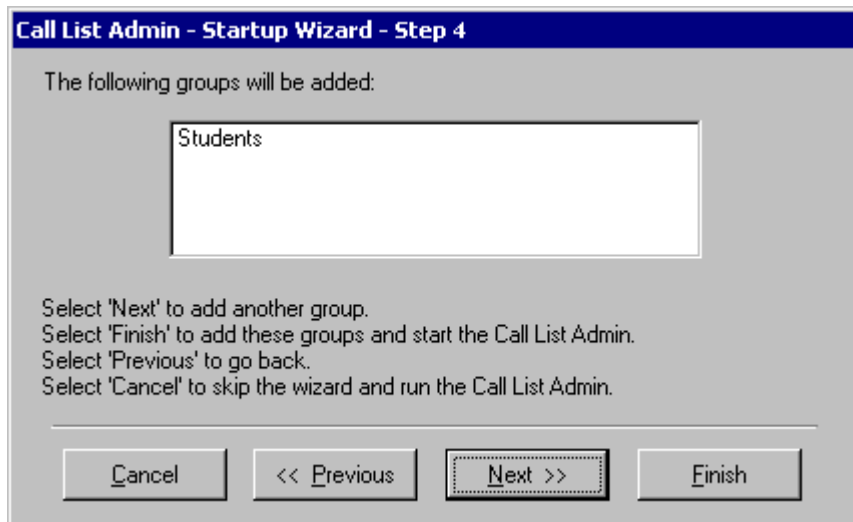 Call List Admin - Startup Wizard - Step 4
The following groups will be added:
Students
Select 'Next' to add another group.
Select 'Finish' to add these groups and start the Call List Admin.
Select 'Previous' to go back.
Select 'Cancel' to skip the wizard and run the Call List Admin.
Cancel
<< Previous
Next >>
Finish